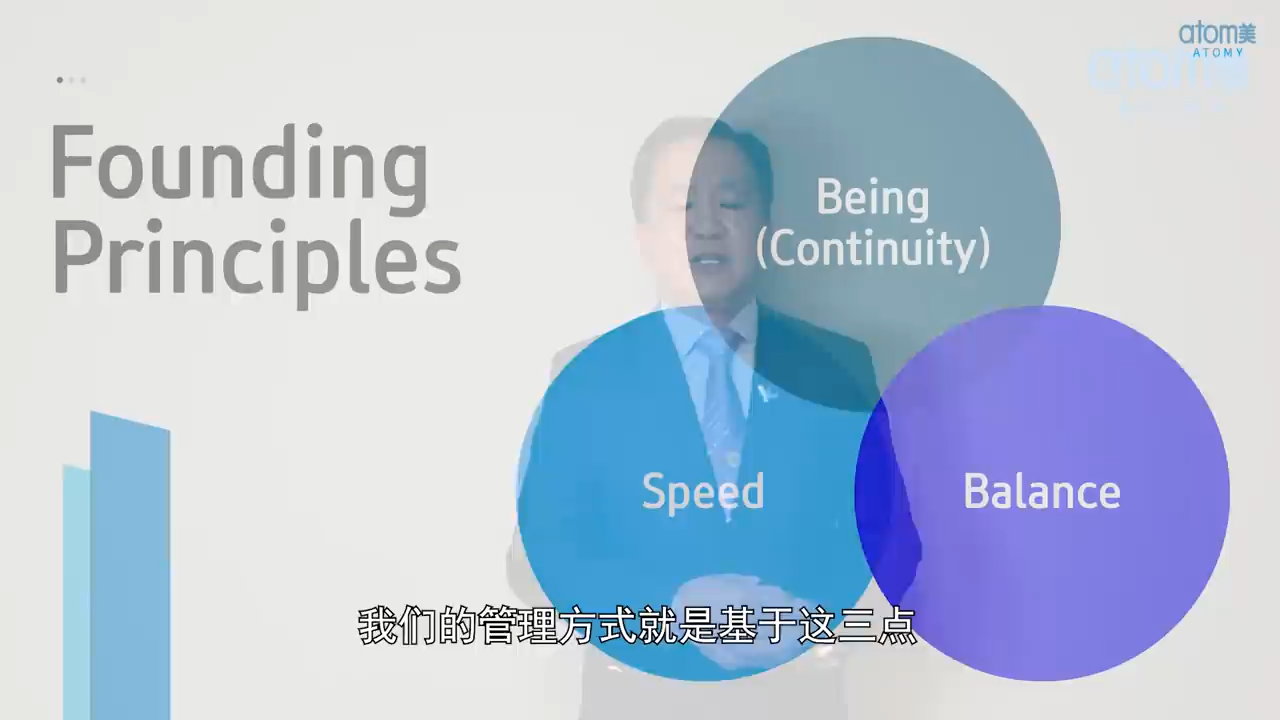 atom美
ATOMY
Founding
Principles
Being
(Continuity)
Speed
Balance
我们的管理方式就是基于这三点